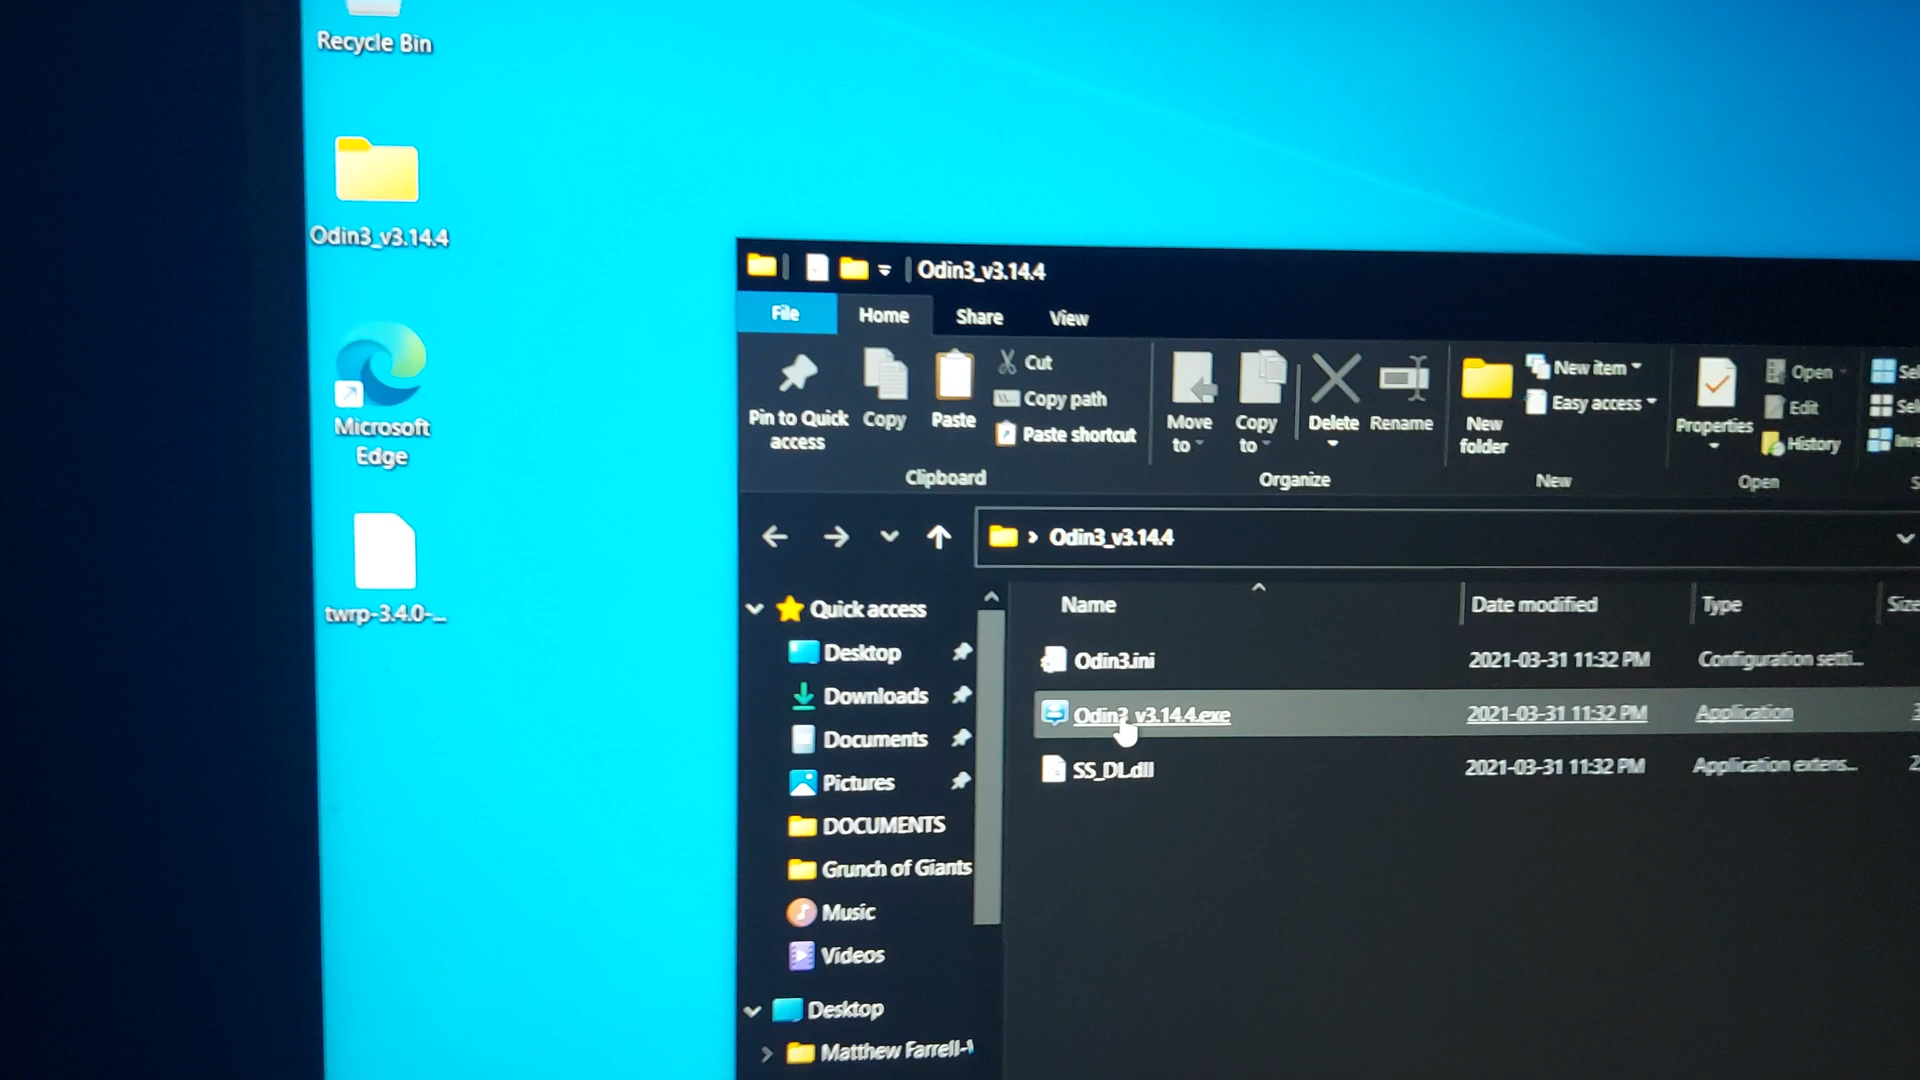 Recycle Bin
Odin3_v3.14.4
Microsoft
Edge
twrp-3.4.0-...
Odin3_v3.14.4
File Home Share View
Pin to Quick
access
Copy
Paste
Cut
Copy path
Paste shortcut
Clipboard
Move
to
Copy
to
Delete
Rename
Organize
New
folder
New item
Easy access
New
Properties
Open
Edit
History
Open
Odin3_v3.14.4
Quick access
Desktop
Downloads
Documents
Pictures
DOCUMENTS
Grunch of Giants
Music
Videos
Desktop
Matthew Farrell-
Name Date modified Type Size
Odin3.ini 2021-03-31 11:32 PM Configuration setti...
Odin3_v3.14.4.exe 2021-03-31 11:32 PM Application
SS_DL.dll 2021-03-31 11:32 PM Application extens...